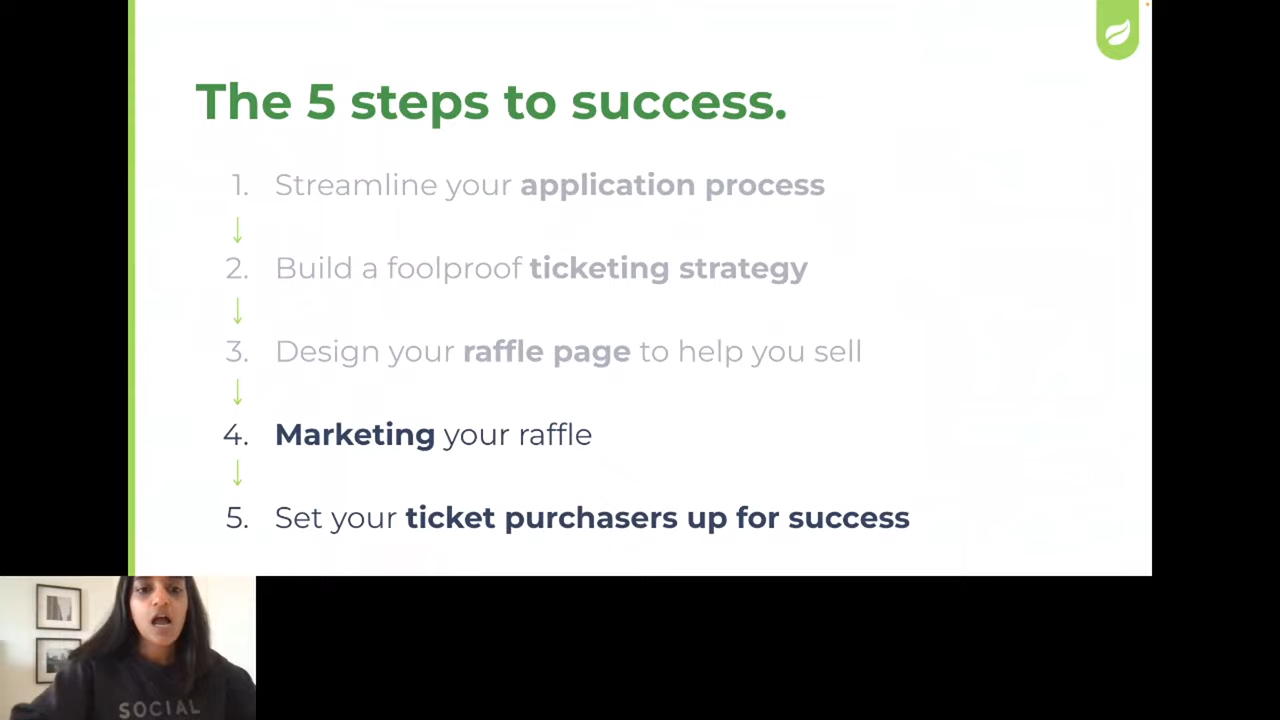 The 5 steps to success.
1. Streamline your application process
2. Build a foolproof ticketing strategy
3. Design your raffle page to help you sell
4. Marketing your raffle
5. Set your ticket purchasers up for success
SOCIAL